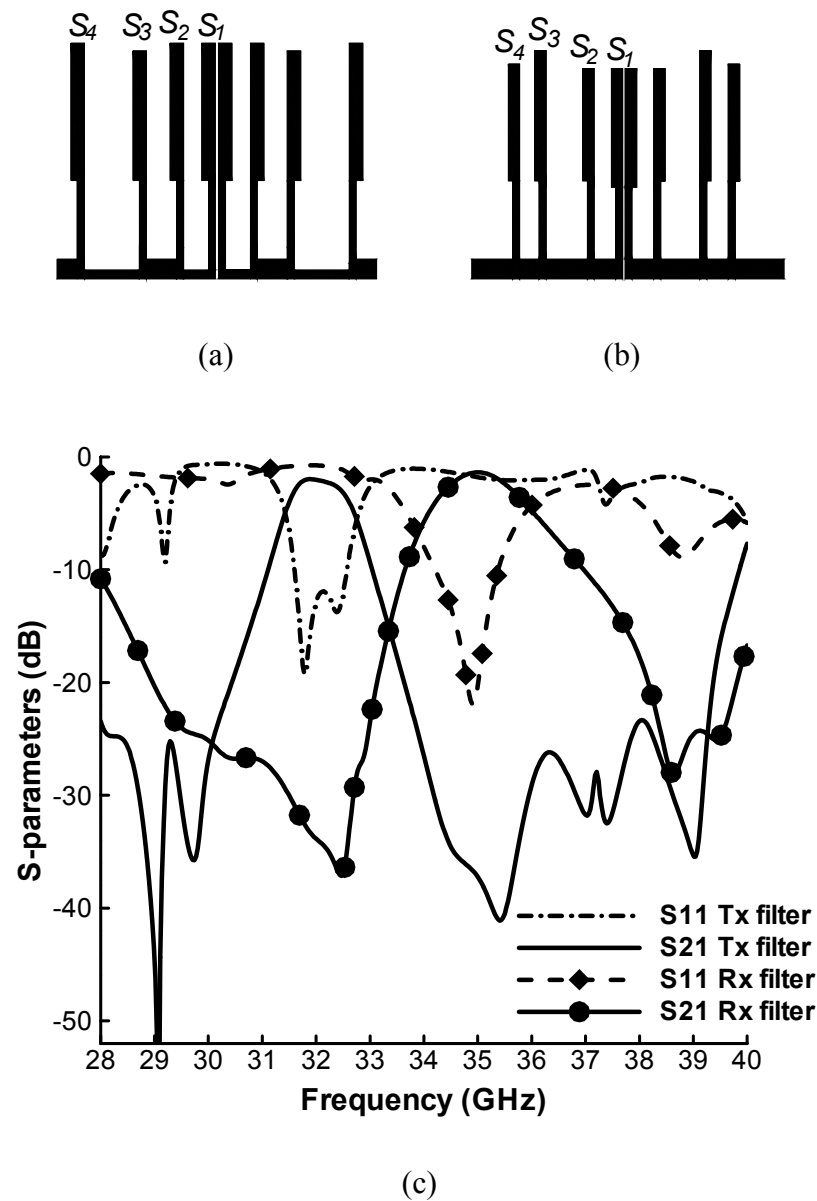 S4 S3 S2 S1
S4 S3 S2 S1
(a)
(b)
0
-10
-20
-30
-40
-50
S-parameters (dB)
S11 Tx filter
S21 Tx filter
S11 Rx filter
S21 Rx filter
28 29 30 31 32 33 34 35 36 37 38 39 40
Frequency (GHz)
(c)